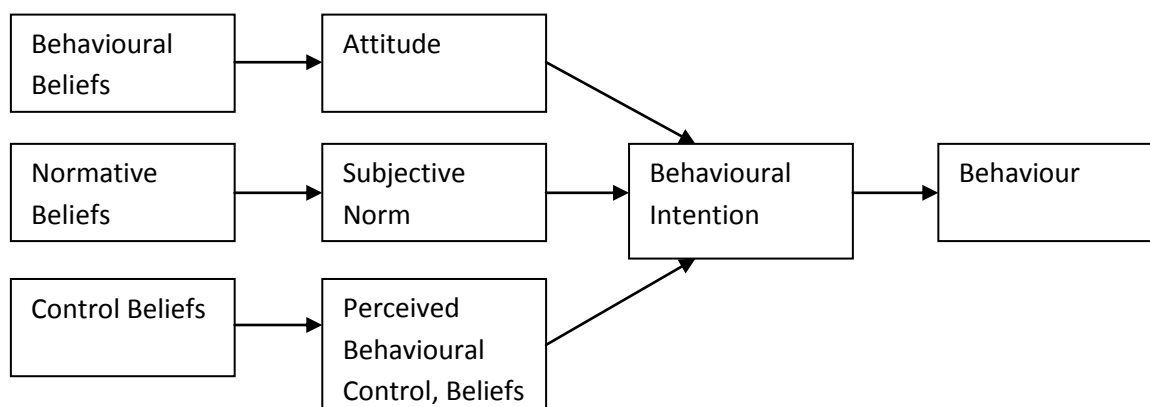 Behavioural
Beliefs
Attitude
Normative
Beliefs
Subjective
Norm
Behavioural
Intention
Behaviour
Control Beliefs
Perceived
Behavioural
Control, Beliefs